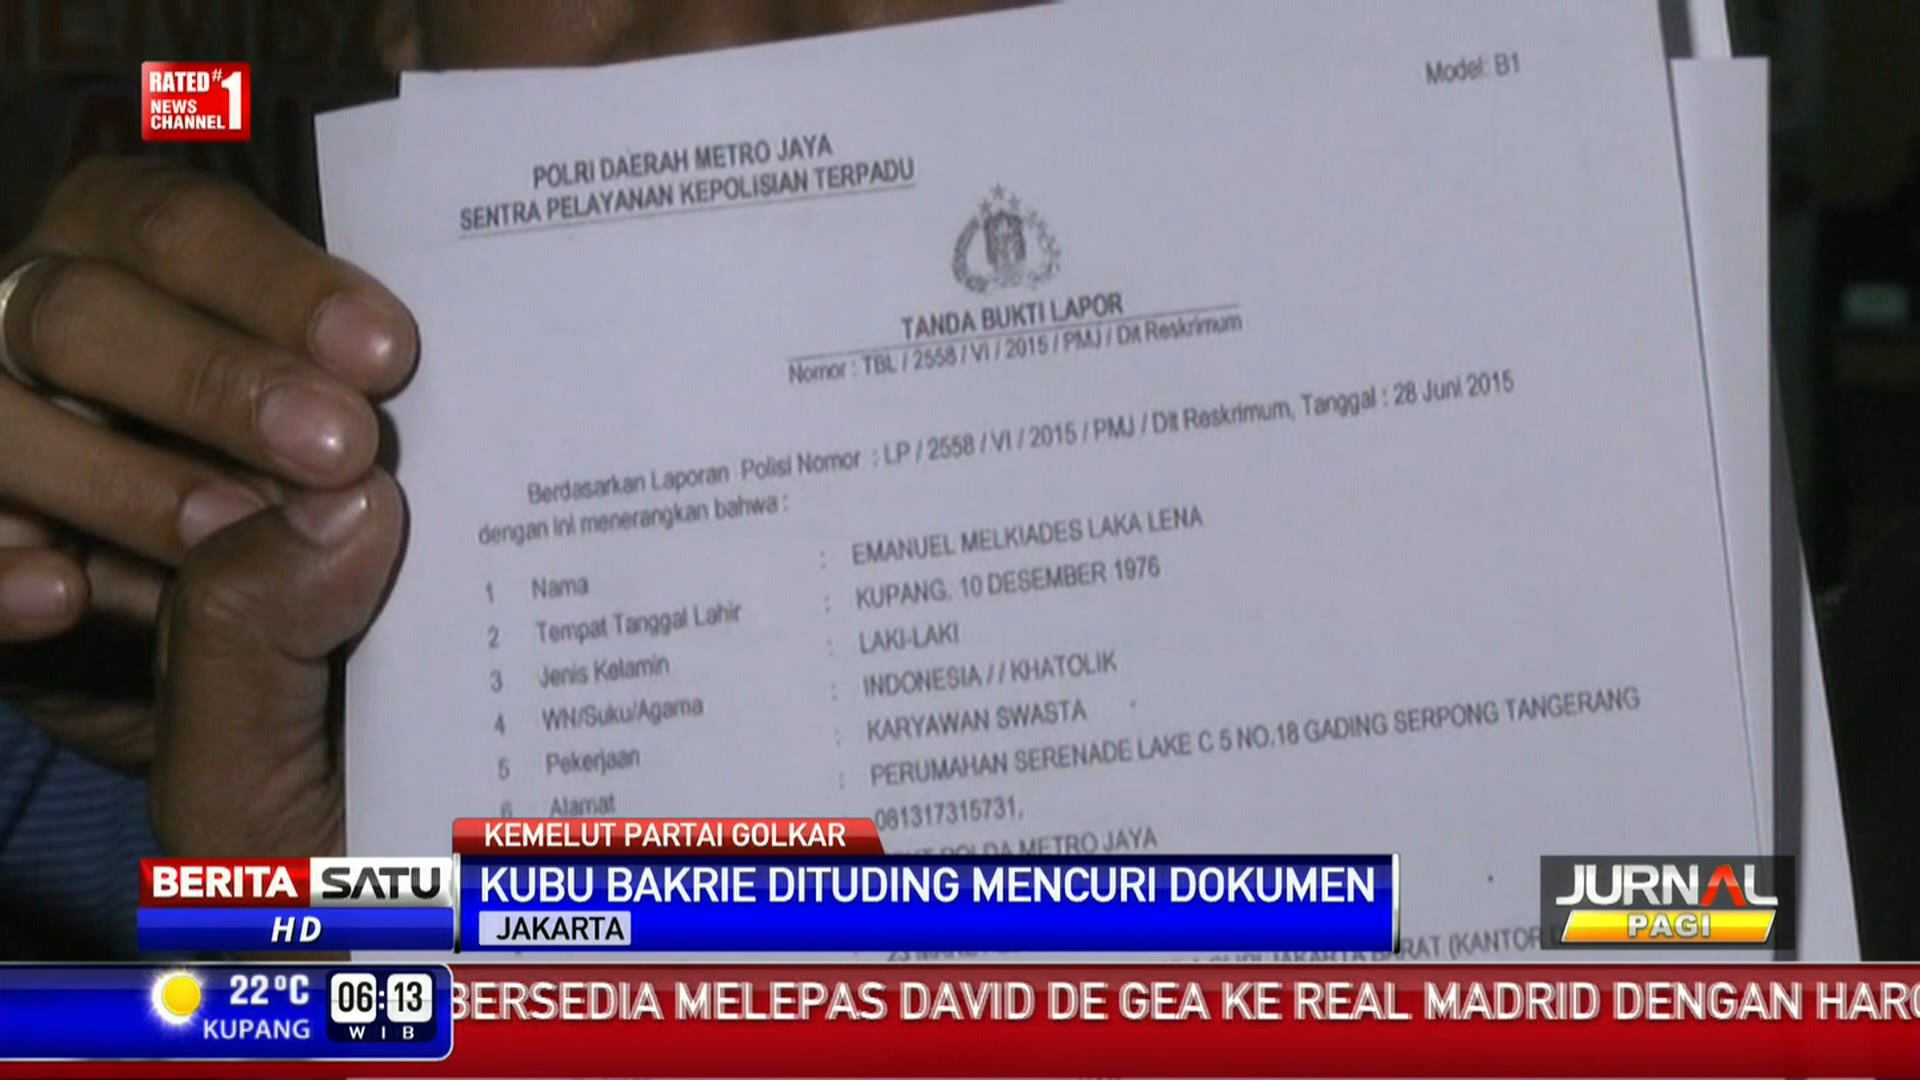 RATED #1
NEWS
CHANNEL
Model: B1
POLRI DAERAH METRO JAYA
SENTRA PELAYANAN KEPOLISIAN TERPADU
TANDA BUKTI LAPOR
Nomor : TBL / 2558 / VI / 2015 / PMJ / Dit Reskrimum
Berdasarkan Laporan Polisi Nomor : LP / 2558 / VI / 2015 / PMJ / Dit Reskrimum, Tanggal : 28 Juni 2015
dengan ini menerangkan bahwa :
1 Nama : EMANUEL MELKIADES LAKA LENA
2 Tempat Tanggal Lahir : KUPANG. 10 DESEMBER 1976
3 Jenis Kelamin : LAKI-LAKI
4 WN/Suku/Agama : INDONESIA / / KHATOLIK
5 Pekerjaan : KARYAWAN SWASTA
6 Alamat : PERUMAHAN SERENADE LAKE C 5 NO.18 GADING SERPONG TANGERANG
081317315731,
POLDA METRO JAYA
(KANTOR
KEMELUT PARTAI GOLKAR
BERITA SATU
HD
KUBU BAKRIE DITUDING MENCURI DOKUMEN
JAKARTA
JURNAL
PAGI
22°C
KUPANG
06:13
WIB
BERSEDIA MELEPAS DAVID DE GEA KE REAL MADRID DENGAN